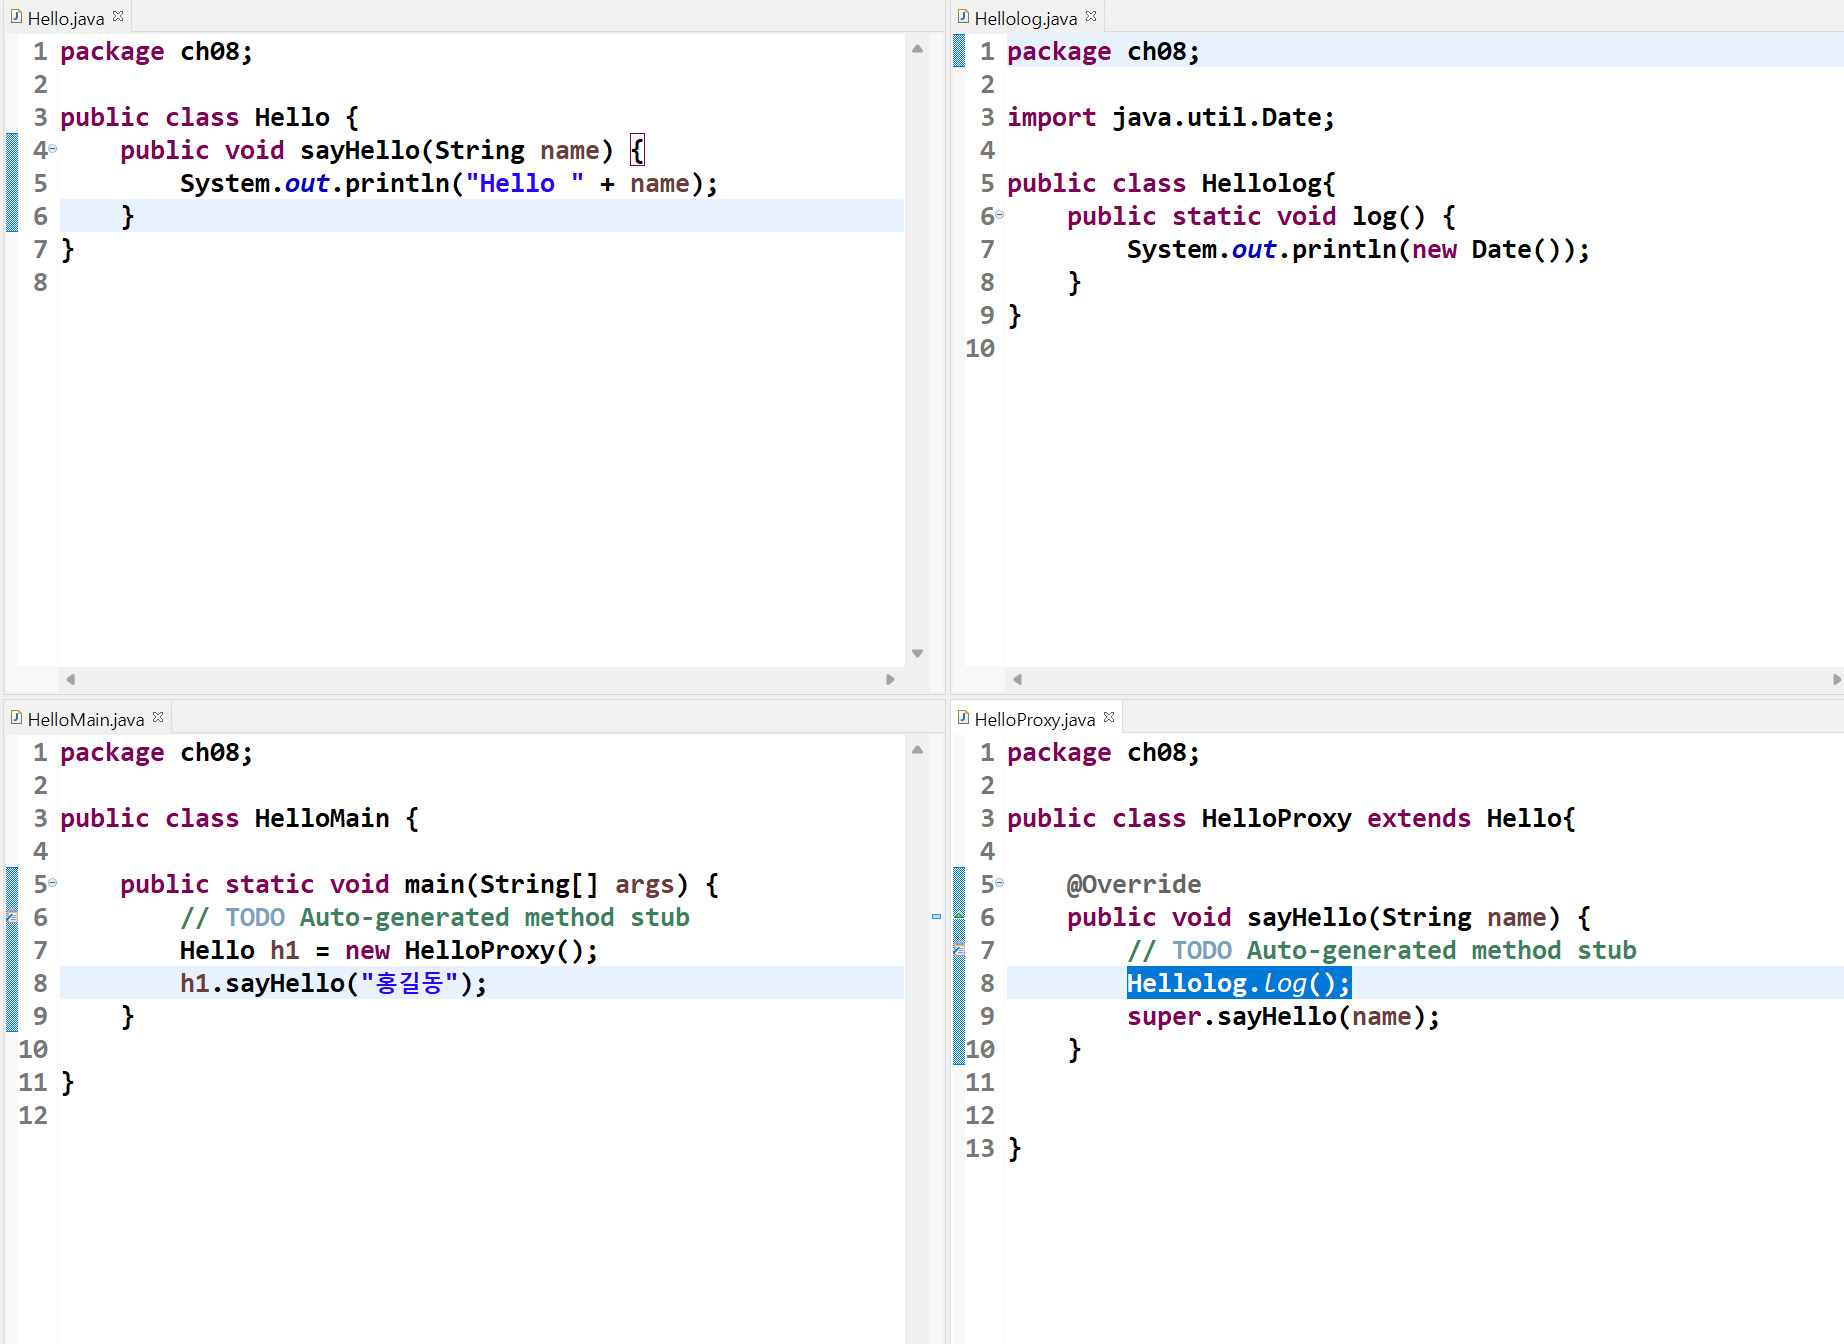 Hello.java
1 package ch08;
2
3 public class Hello {
4     public void sayHello(String name) {
5         System.out.println("Hello " + name);
6     }
7 }
8
Hellolog.java
1 package ch08;
2
3 import java.util.Date;
4
5 public class Hellolog{
6     public static void log() {
7         System.out.println(new Date());
8     }
9 }
10
HelloMain.java
1 package ch08;
2
3 public class HelloMain {
4
5     public static void main(String[] args) {
6         // TODO Auto-generated method stub
7         Hello h1 = new HelloProxy();
8         h1.sayHello("홍길동");
9     }
10
11 }
12
HelloProxy.java
1 package ch08;
2
3 public class HelloProxy extends Hello{
4
5     @Override
6     public void sayHello(String name) {
7         // TODO Auto-generated method stub
8         Hellolog.log();
9         super.sayHello(name);
10     }
11
12
13 }